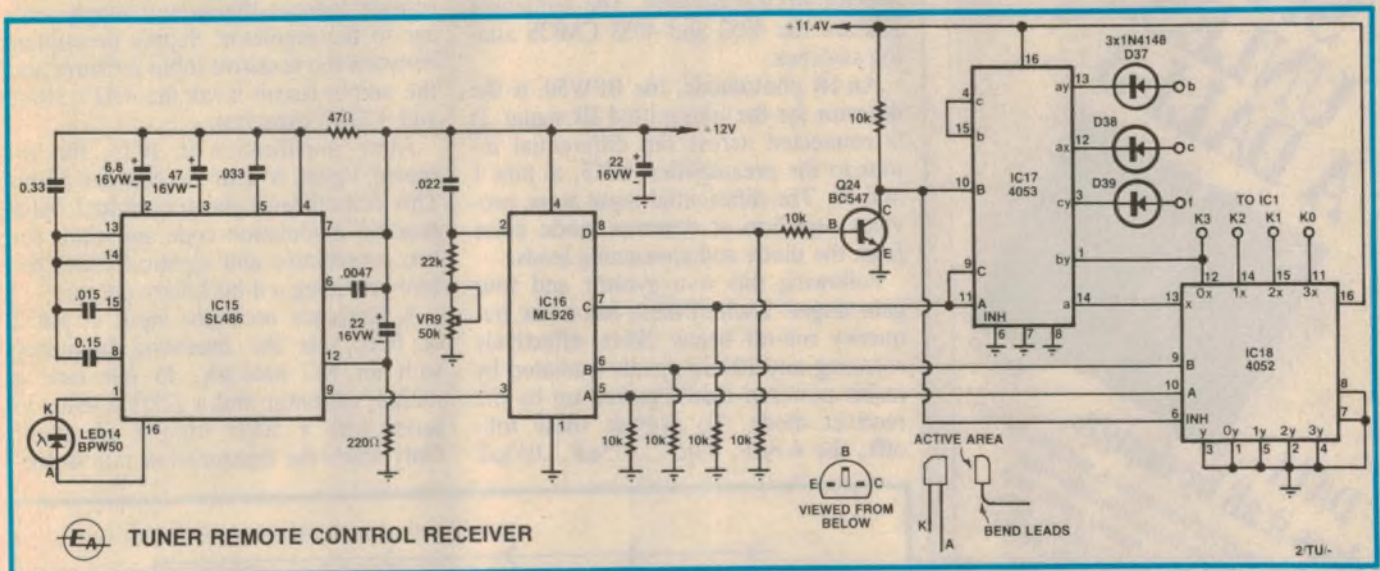 +11.4V
3x1N4148
D37
16
4
c
13
ay
b
10k
15
b
47Ω
+12V
D38
12
ax
c
6.8
16VW
47
16VW
.033
.022
22
16VW
IC17
4053
0.33
10
B
D39
3
cy
f
Q24
BC547
C
B
E
2
3
5
4
2
4
TO IC1
K3
K2
K1
K0
13
7
D
8
10k
14
22k
9
C
by
1
12
14
15
11
0x
1x
2x
3x
.0047
6
IC15
SL486
IC16
ML926
C
7
11
A
a
14
13
x
16
.015
15
22
16VW
VR9
50k
INH
6
7
8
IC18
4052
0.15
8
12
B
6
9
B
1
9
3
A
5
10
A
8
K
LED14
BPW50
λ
A
16
220Ω
1
10k
10k
10k
10k
6
INH
7
Y
0y
1y
2y
3y
3
1
5
2
4
ACTIVE AREA
B
E
C
VIEWED FROM
BELOW
K
A
BEND LEADS
EA TUNER REMOTE CONTROL RECEIVER
2/TU/-